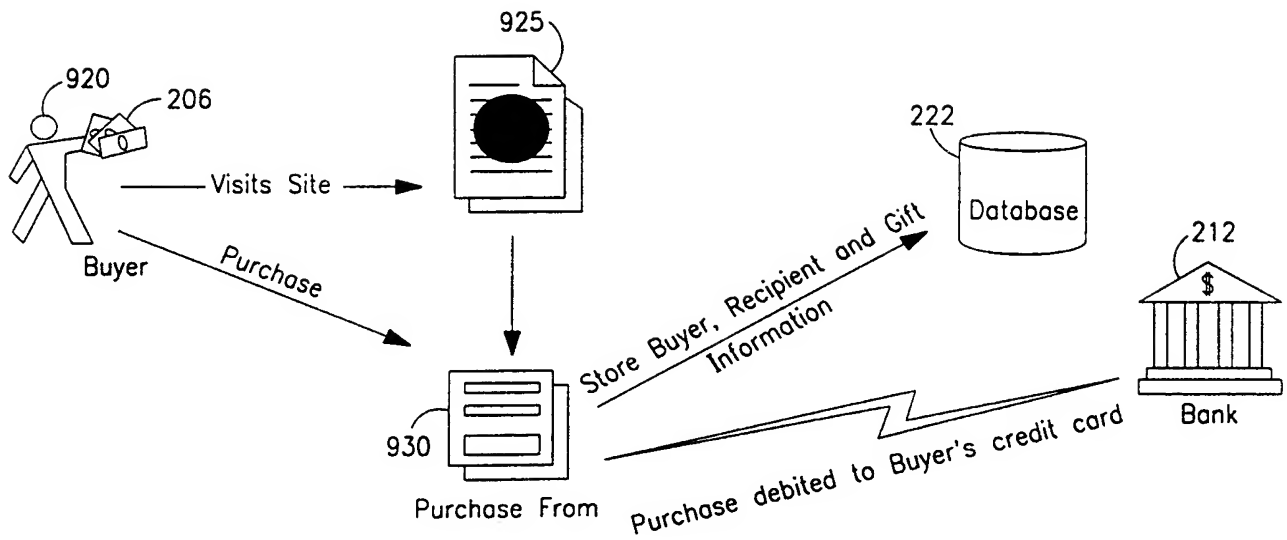 925
920
206
222
Visits Site
Database
212
$
Buyer
Purchase
Store Buyer, Recipient and Gift
Information
930
Bank
Purchase From
Purchase debited to Buyer's credit card